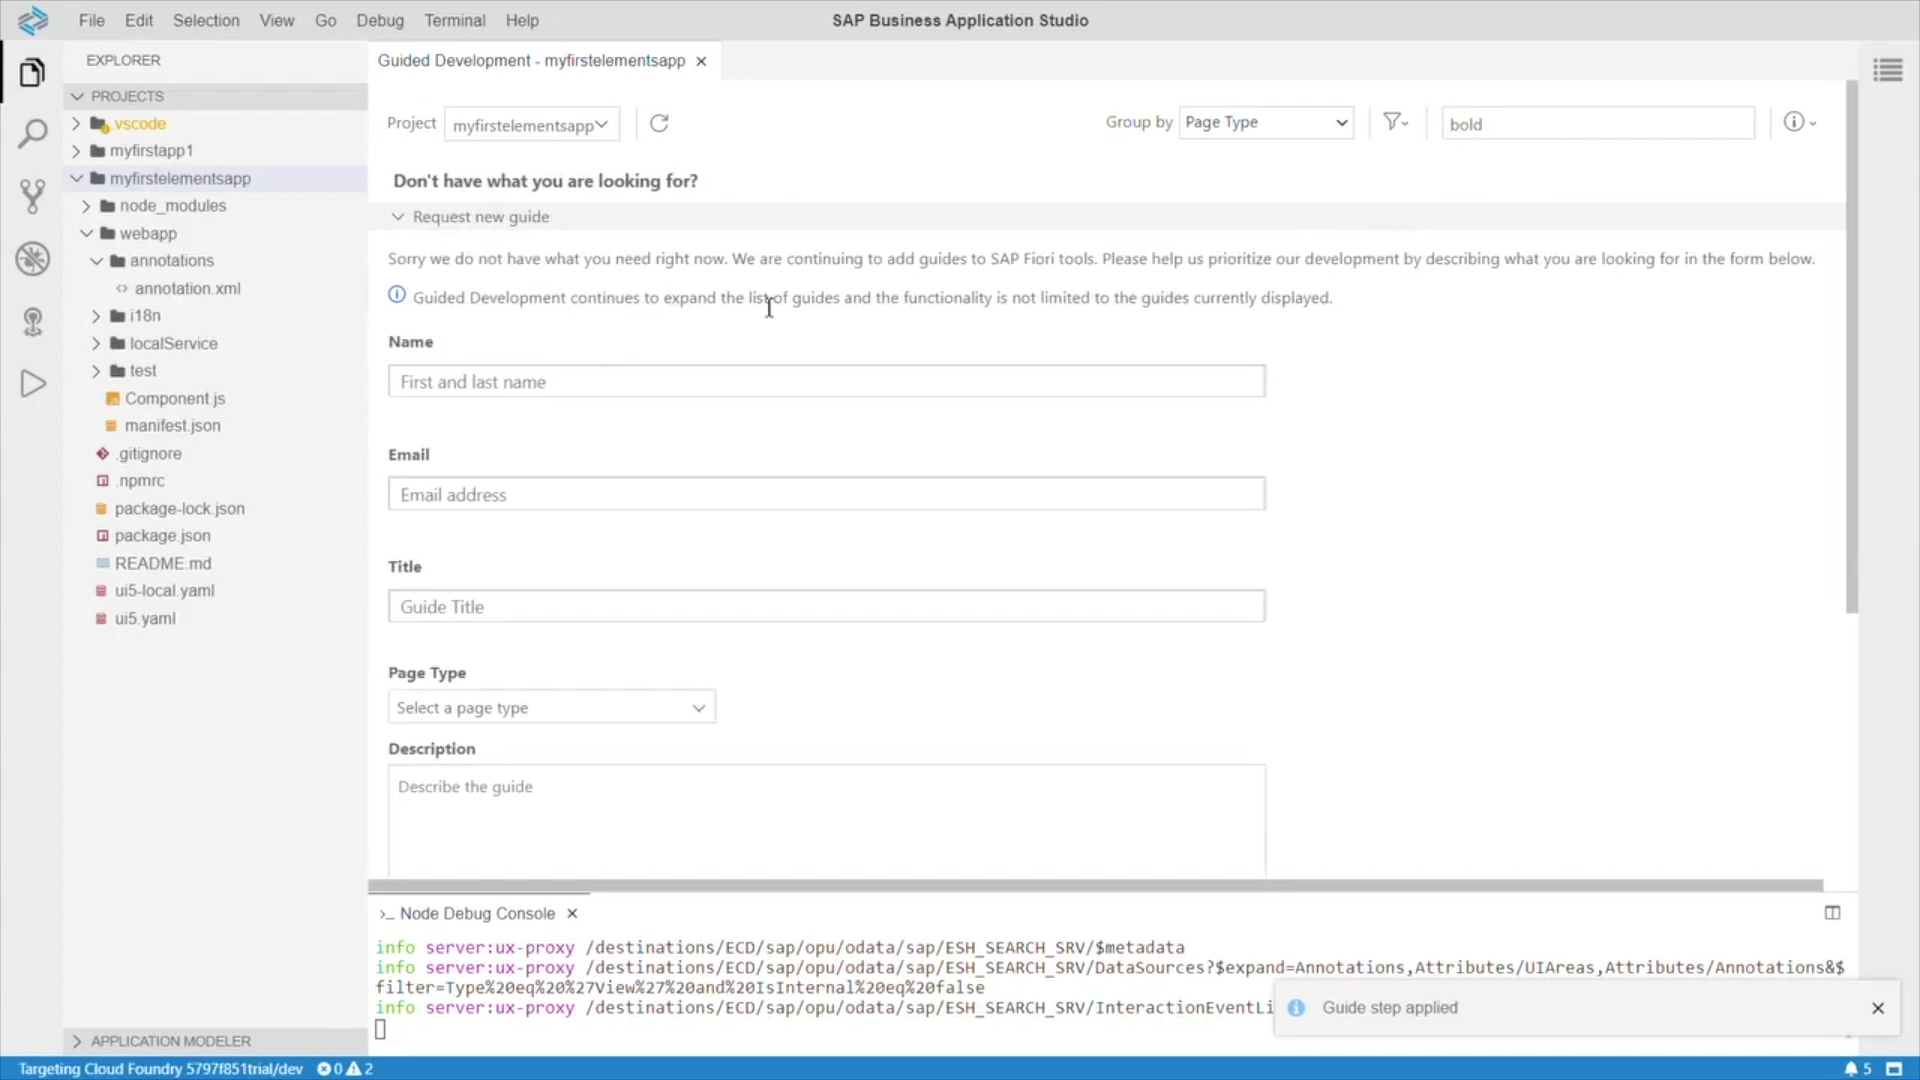 File Edit Selection View Go Debug Terminal Help
SAP Business Application Studio
EXPLORER
PROJECTS
.vscode
myfirstapp1
myfirstelementsapp
node_modules
webapp
annotations
annotation.xml
i18n
localService
test
Component.js
manifest.json
.gitignore
.npmrc
package-lock.json
package.json
README.md
ui5-local.yaml
ui5.yaml
APPLICATION MODELER
Guided Development - myfirstelementsapp
Project myfirstelementsapp
Group by Page Type
bold
Don't have what you are looking for?
Request new guide
Sorry we do not have what you need right now. We are continuing to add guides to SAP Fiori tools. Please help us prioritize our development by describing what you are looking for in the form below.
Guided Development continues to expand the list of guides and the functionality is not limited to the guides currently displayed.
Name
First and last name
Email
Email address
Title
Guide Title
Page Type
Select a page type
Description
Describe the guide
>_ Node Debug Console
info server:ux-proxy /destinations/ECD/sap/opu/odata/sap/ESH_SEARCH_SRV/$metadata
info server:ux-proxy /destinations/ECD/sap/opu/odata/sap/ESH_SEARCH_SRV/DataSources?$expand=Annotations,Attributes/UIAreas,Attributes/Annotations&$
filter=Type%20eq%20%27View%27%20and%20IsInternal%20eq%20false
info server:ux-proxy /destinations/ECD/sap/opu/odata/sap/ESH_SEARCH_SRV/InteractionEventLi
Guide step applied
Targeting Cloud Foundry 5797f851trial/dev 0 2
5